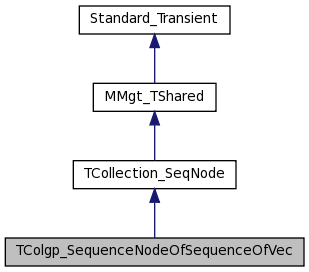 Standard_Transient
MMgt_TShared
TCollection_SeqNode
TColgp_SequenceNodeOfSequenceOfVec